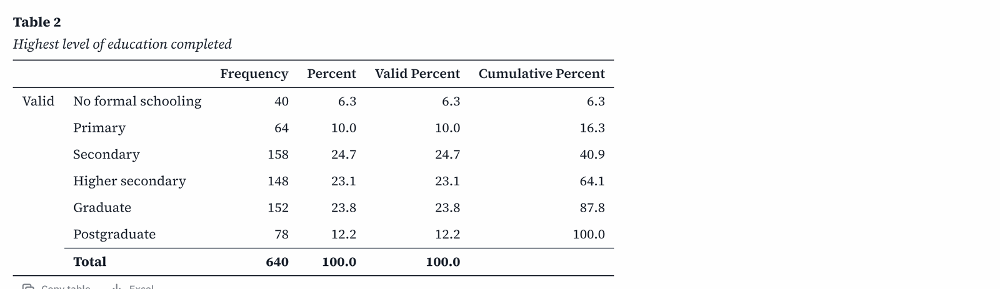 Table 2
Highest level of education completed
Frequency Percent Valid Percent Cumulative Percent
Valid No formal schooling 40 6.3 6.3 6.3
Primary 64 10.0 10.0 16.3
Secondary 158 24.7 24.7 40.9
Higher secondary 148 23.1 23.1 64.1
Graduate 152 23.8 23.8 87.8
Postgraduate 78 12.2 12.2 100.0
Total 640 100.0 100.0
Copy table Excel